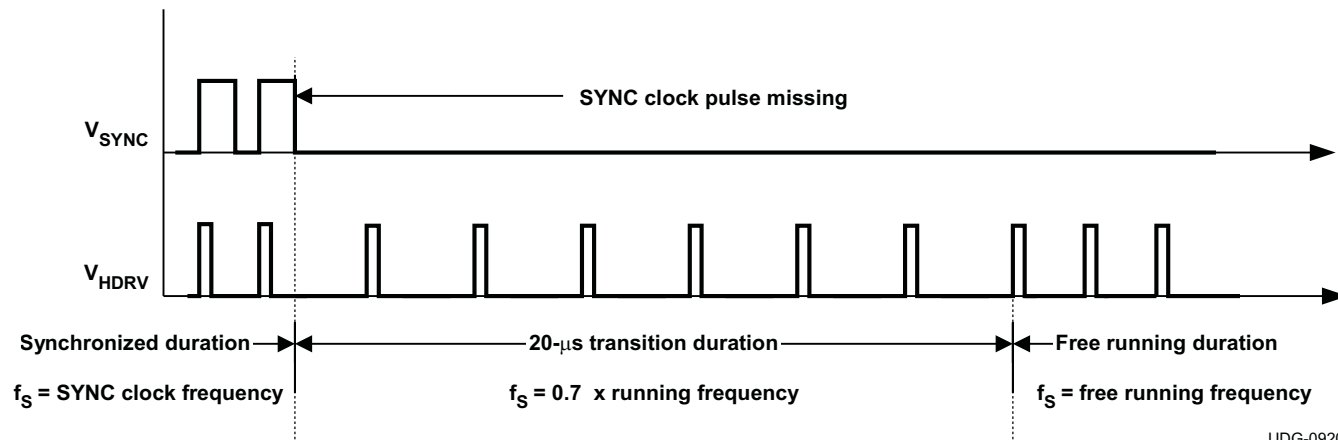 SYNC clock pulse missing
VSYNC
VHDRV
Synchronized duration
20-μs transition duration
Free running duration
fS = SYNC clock frequency
fS = 0.7 x running frequency
fS = free running frequency